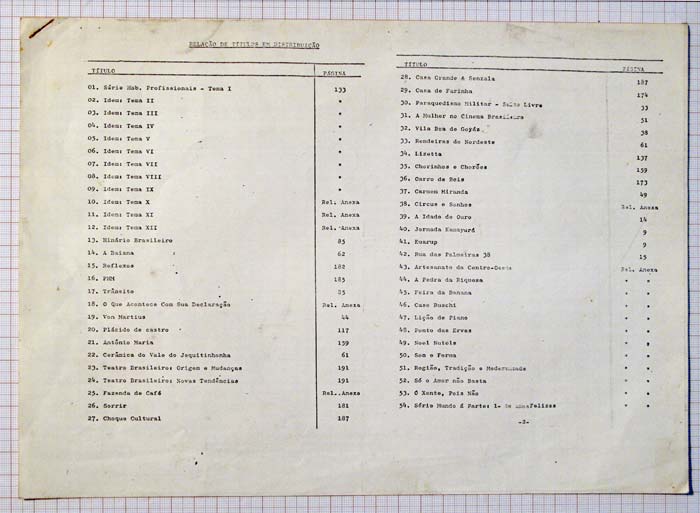 RELAÇÃO DE TÍTULOS EM DISTRIBUIÇÃO
TÍTULO PÁGINA
01. Série Hab. Profissionais - Tema I 133
02. Idem: Tema II "
03. Idem: Tema III "
04. Idem: Tema IV "
05. Idem: Tema V "
06. Idem: Tema VI "
07. Idem: Tema VII "
08. Idem: Tema VIII "
09. Idem: Tema IX "
10. Idem: Tema X Rel. Anexa
11. Idem: Tema XI Rel. Anexa
12. Idem: Tema XII Rel. Anexa
13. Hinário Brasileiro 85
14. A Baiana 62
15. Reflexos 182
16. 185
17. Trânsito 85
18. O Que Acontece Com Sua Declaração Rel. Anexa
19. Von Martius 44
20. Plácido de castro 117
21. Antônio Maria 159
22. Cerâmica do Vale do Jequitinhonha 61
23. Teatro Brasileiro: Origem e Mudanças 191
24. Teatro Brasileiro: Novas Tendências 191
25. Fazenda de Café Rel. Anexa
26. Sorrir 181
27. Choque Cultural 187
TÍTULO PÁGINA
28. Casa Grande & Senzala 187
29. Casa de Farinha 174
30. Paraquedismo Militar - Salto Livre 33
31. A Mulher no Cinema Brasileiro 51
32. Vila Boa de Goyáz 38
33. Rendeiras do Nordeste 61
34. Lizetta 137
35. Chorinhos e Chorões 159
36. Carro de Bois 173
37. Carmen Miranda 49
38. Circus e Sonhos Rel. Anexa
39. A Idade do Ouro 14
40. Jornada Kamayurá 9
41. Kuarup 9
42. Rua das Palmeiras 38 15
43. Artesanato do Centro-Oeste Rel. Anexa
44. A Pedra da Riqueza " "
45. Feira da Banana " "
46. Caso Ruschi " "
47. Lição de Piano " "
48. Ponto das Ervas " "
49. Noel Nutels " "
50. Som e Forma " "
51. Região, Tradição e Modernidade " "
52. Só o Amor não Basta " "
53. Ó Xente, Pois Não " "
54. Série Mundo à Parte: 1- Os Anafelizes " "
-2-